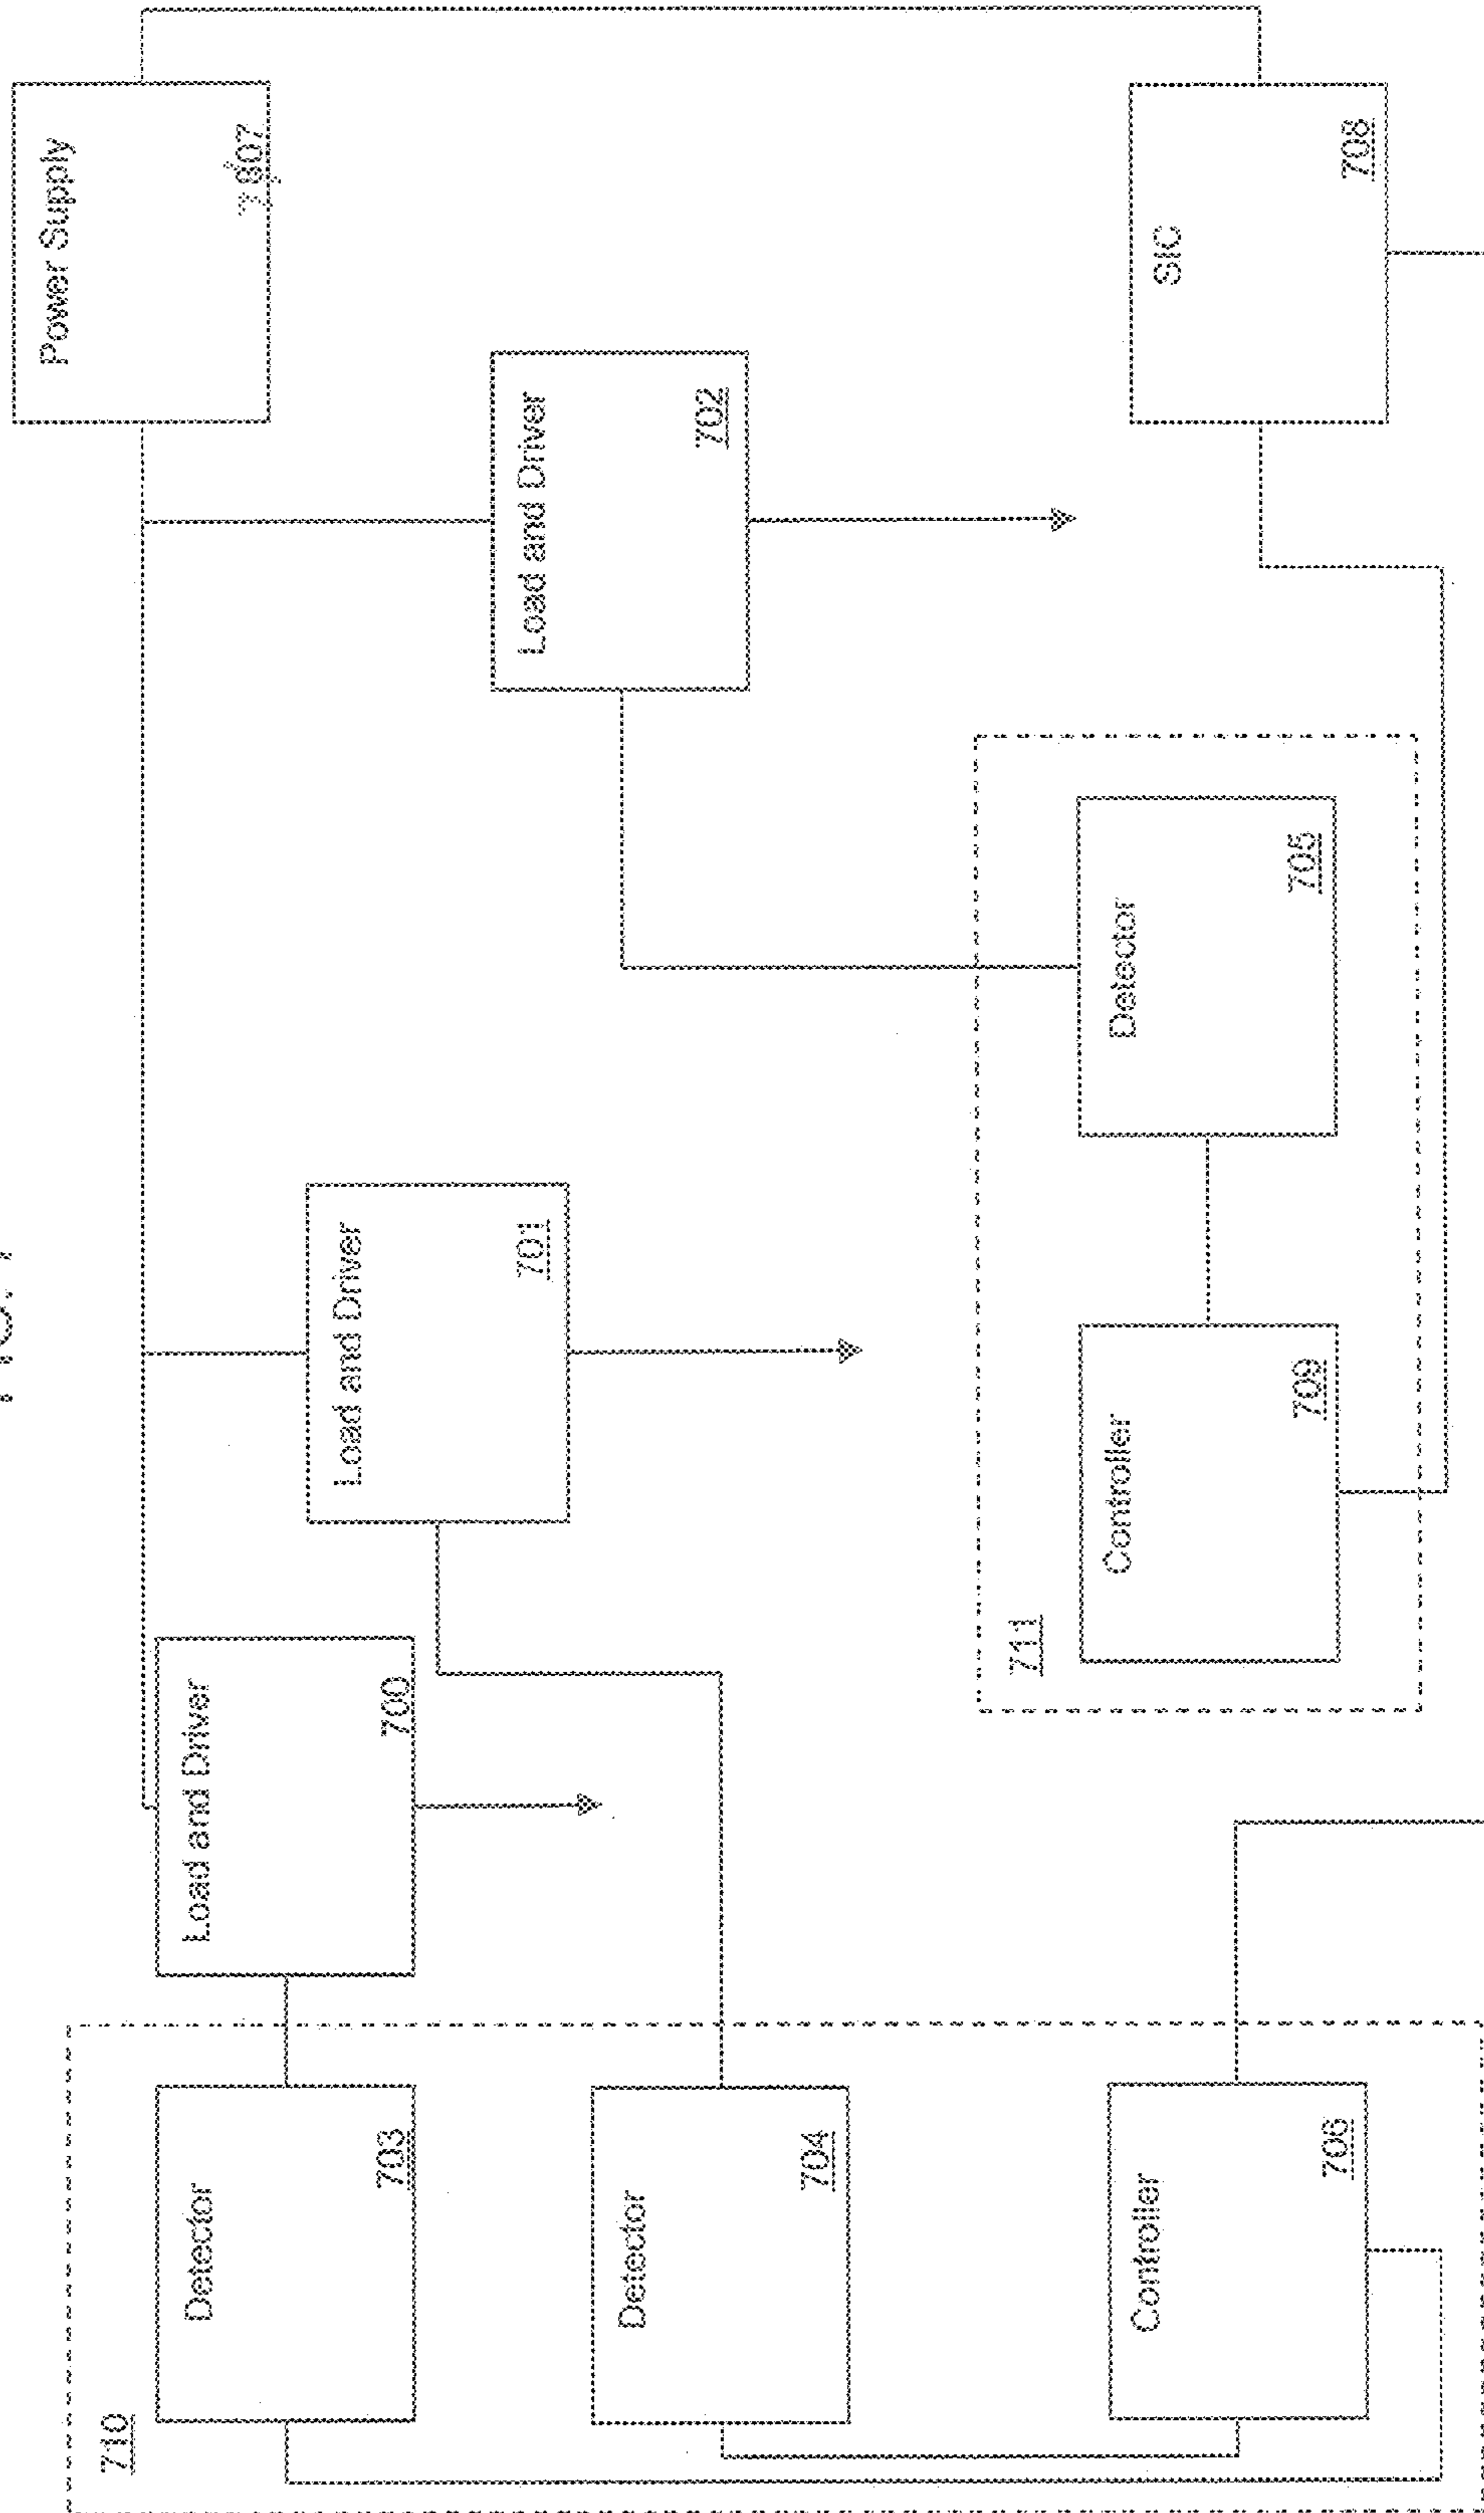 710
Detector
703
Load and Driver
700
Load and Driver
701
Load and Driver
702
Power Supply
Detector
704
Controller
706
711
Controller
709
Detector
705
SIC
708